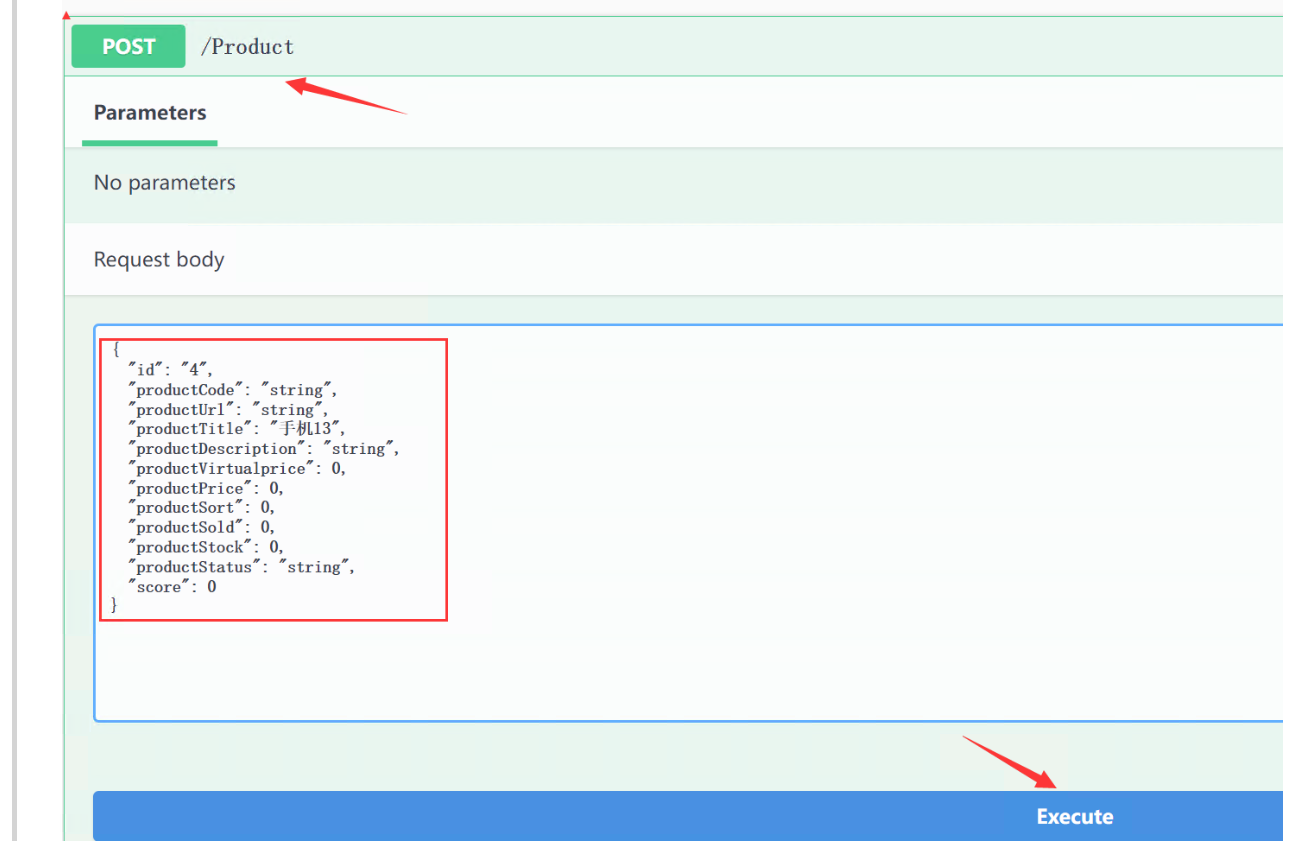 POST /Product
Parameters
No parameters
Request body
{
"id": "4",
"productCode": "string",
"productUrl": "string",
"productTitle": "手机13",
"productDescription": "string",
"productVirtualprice": 0,
"productPrice": 0,
"productSort": 0,
"productSold": 0,
"productStock": 0,
"productStatus": "string",
"score": 0
}
Execute